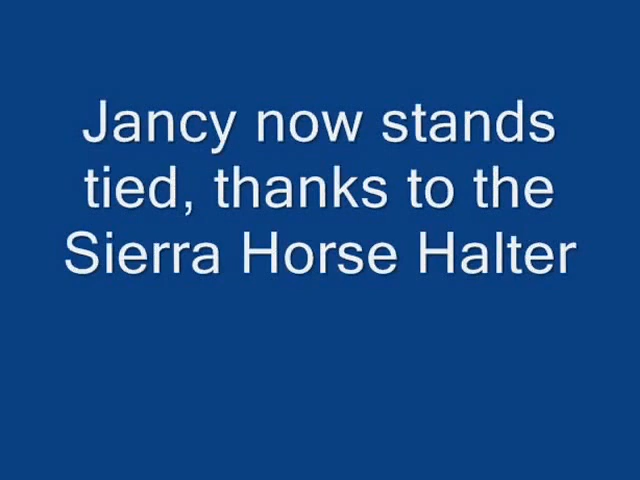 Jancy now stands
tied, thanks to the
Sierra Horse Halter